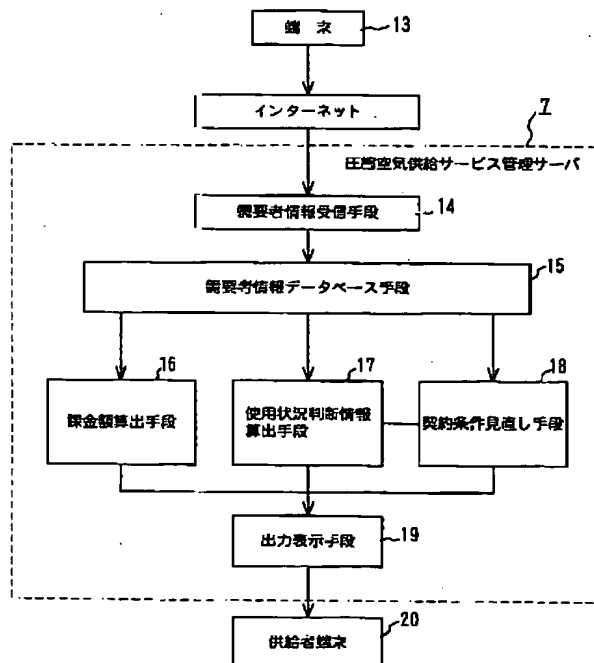 端末
13
インターネット
7
圧縮空気供給サービス管理サーバ
需要者情報受信手段
14
15
需要者情報データベース手段
16
17
18
課金額算出手段
使用状況判断情報
算出手段
契約条件見直し手段
出力表示手段
19
20
供給者端末